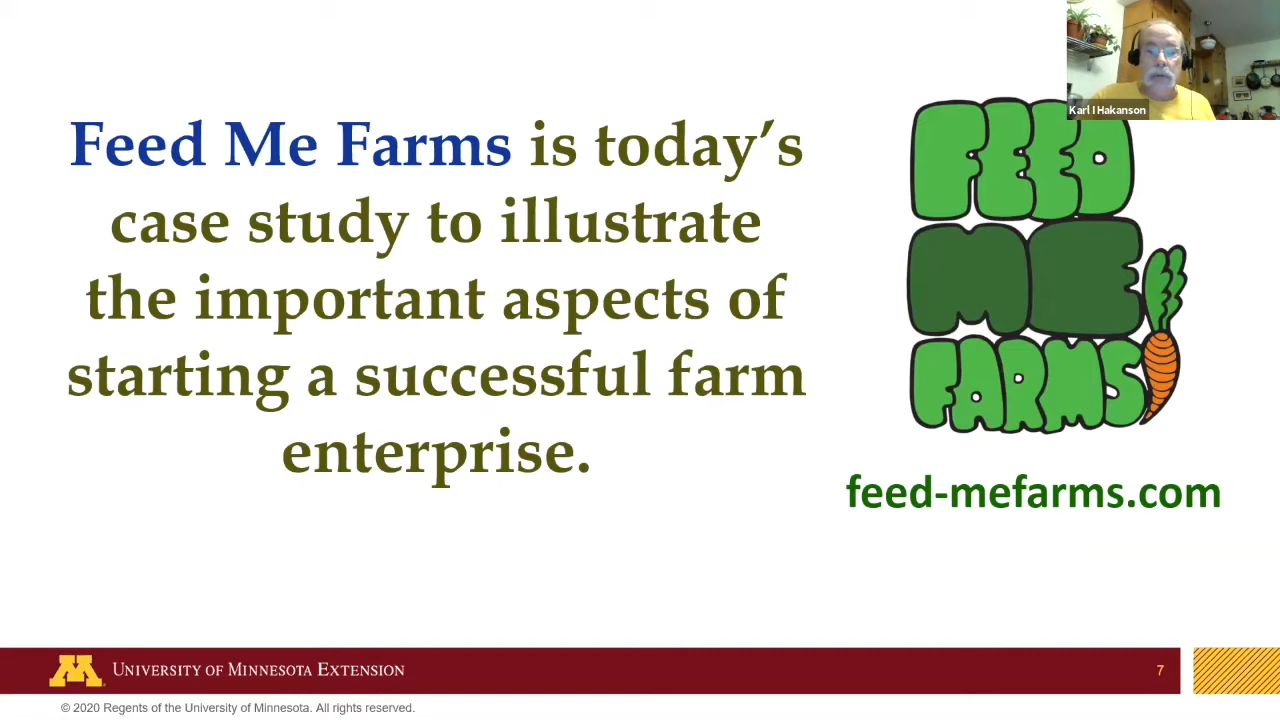 Karl I Hakanson
Feed Me Farms is today’s
case study to illustrate
the important aspects of
starting a successful farm
enterprise.
FEED
ME
FARMS
feed-mefarms.com
M
UNIVERSITY OF MINNESOTA EXTENSION
7
© 2020 Regents of the University of Minnesota. All rights reserved.